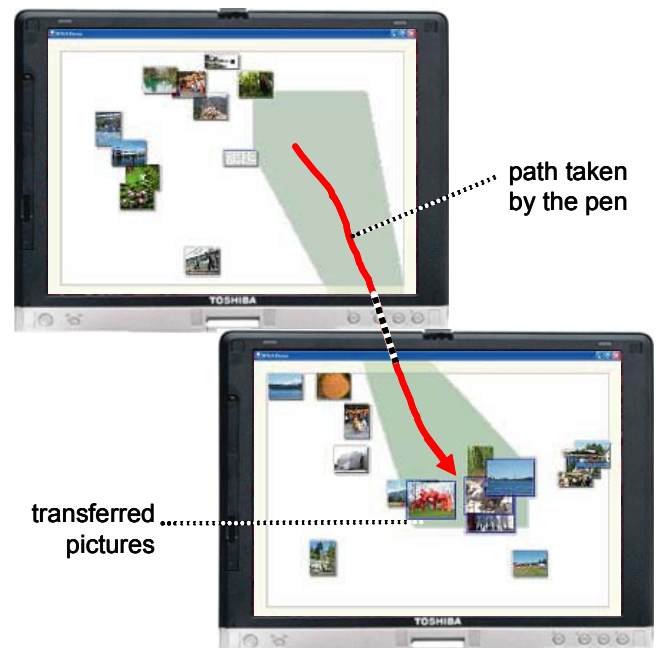 path taken
by the pen
TOSHIBA
transferred
pictures
TOSHIBA